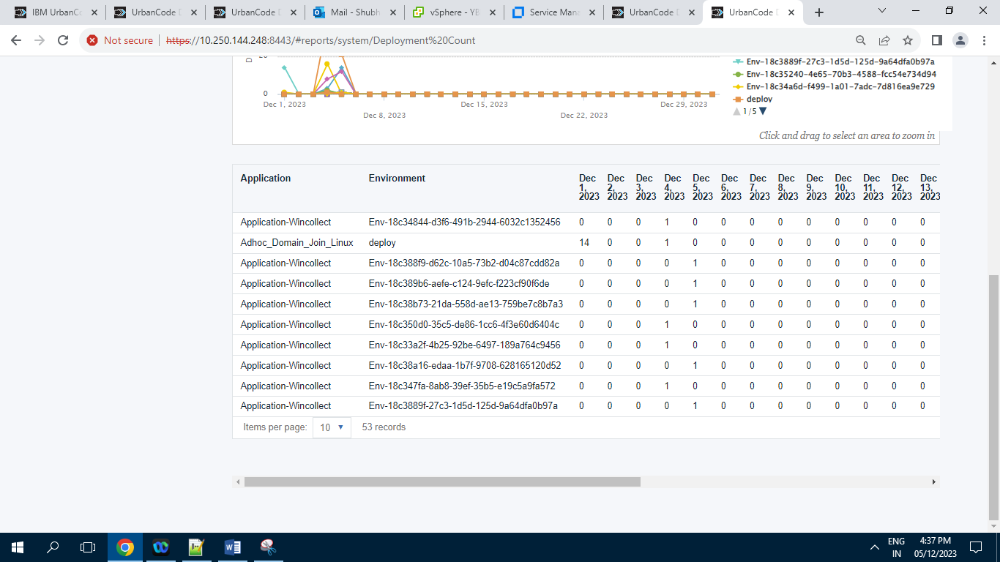 IBM UrbanCo
UrbanCode D
UrbanCode D
Mail - Shubh
vSphere - YB
Service Mana
UrbanCode D
UrbanCode D
Not secure
https://10.250.144.248:8443/#reports/system/Deployment%20Count
20
D
0
Dec 1, 2023
Dec 8, 2023
Dec 15, 2023
Dec 22, 2023
Dec 29, 2023
Env-18c3889f-27c3-1d5d-125d-9a64dfa0b97a
Env-18c35240-4e65-70b3-4588-fcc54e734d94
Env-18c34a6d-f499-1a01-7adc-7d816ea9e729
deploy
1/5
Click and drag to select an area to zoom in
Application Environment Dec 1, 2023 Dec 2, 2023 Dec 3, 2023 Dec 4, 2023 Dec 5, 2023 Dec 6, 2023 Dec 7, 2023 Dec 8, 2023 Dec 9, 2023 Dec 10, 2023 Dec 11, 2023 Dec 12, 2023 Dec 13, 2023
Application-Wincollect Env-18c34844-d3f6-491b-2944-6032c1352456 0 0 0 1 0 0 0 0 0 0 0 0 0
Adhoc_Domain_Join_Linux deploy 14 0 0 1 0 0 0 0 0 0 0 0 0
Application-Wincollect Env-18c388f9-d62c-10a5-73b2-d04c87cdd82a 0 0 0 0 1 0 0 0 0 0 0 0 0
Application-Wincollect Env-18c389b6-aefe-c124-9efc-f223cf90f6de 0 0 0 0 1 0 0 0 0 0 0 0 0
Application-Wincollect Env-18c38b73-21da-558d-ae13-759be7c8b7a3 0 0 0 0 1 0 0 0 0 0 0 0 0
Application-Wincollect Env-18c350d0-35c5-de86-1cc6-4f3e60d6404c 0 0 0 1 0 0 0 0 0 0 0 0 0
Application-Wincollect Env-18c33a2f-4b25-92be-6497-189a764c9456 0 0 0 1 0 0 0 0 0 0 0 0 0
Application-Wincollect Env-18c38a16-edaa-1b7f-9708-628165120d52 0 0 0 0 1 0 0 0 0 0 0 0 0
Application-Wincollect Env-18c347fa-8ab8-39ef-35b5-e19c5a9fa572 0 0 0 1 0 0 0 0 0 0 0 0 0
Application-Wincollect Env-18c3889f-27c3-1d5d-125d-9a64dfa0b97a 0 0 0 0 1 0 0 0 0 0 0 0 0
Items per page: 10 53 records
ENG
IN
4:37 PM
05/12/2023